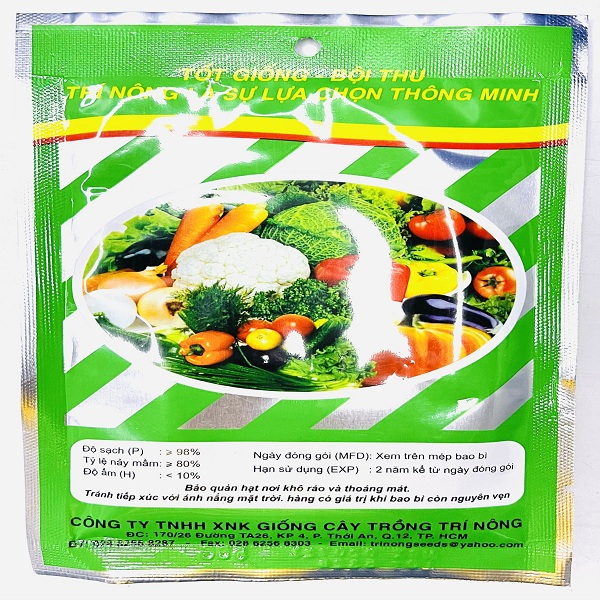 TỐT GIỐNG - BỘI THU
TRÍ NÔNG LÀ SỰ LỰA CHỌN THÔNG MINH
Độ sạch (P) : ≥ 98%
Tỷ lệ nảy mầm: ≥ 80%
Độ ẩm (H) : < 10%
Ngày đóng gói (MFD): Xem trên mép bao bì
Hạn sử dụng (EXP) : 2 năm kể từ ngày đóng gói
Bảo quản hạt nơi khô ráo và thoáng mát.
Tránh tiếp xúc với ánh nắng mặt trời. hàng có giá trị khi bao bì còn nguyên vẹn
CÔNG TY TNHH XNK GIỐNG CÂY TRỒNG TRÍ NÔNG
ĐC: 170/26 Đường TA26, KP 4, P. Thới An, Q.12, TP. HCM
Fax: 028 6256 8303 - Email: trinongseeds@yahoo.com